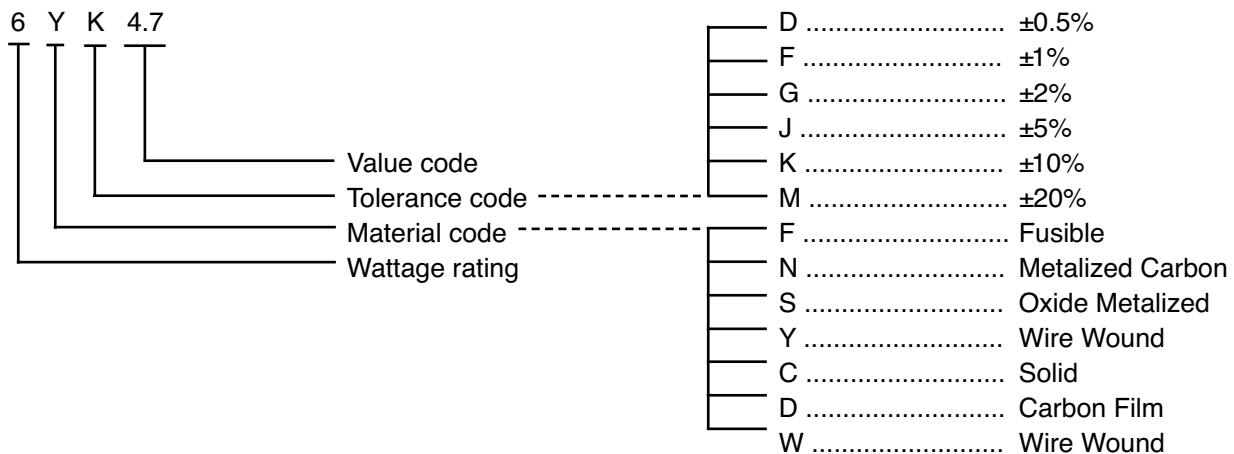 6 Y K 4.7
Value code
Tolerance code
Material code
Wattage rating
D .............................. ±0.5%
F .............................. ±1%
G .............................. ±2%
J ............................... ±5%
K .............................. ±10%
M .............................. ±20%
F ............................... Fusible
N .............................. Metalized Carbon
S .............................. Oxide Metalized
Y .............................. Wire Wound
C .............................. Solid
D .............................. Carbon Film
W ............................. Wire Wound